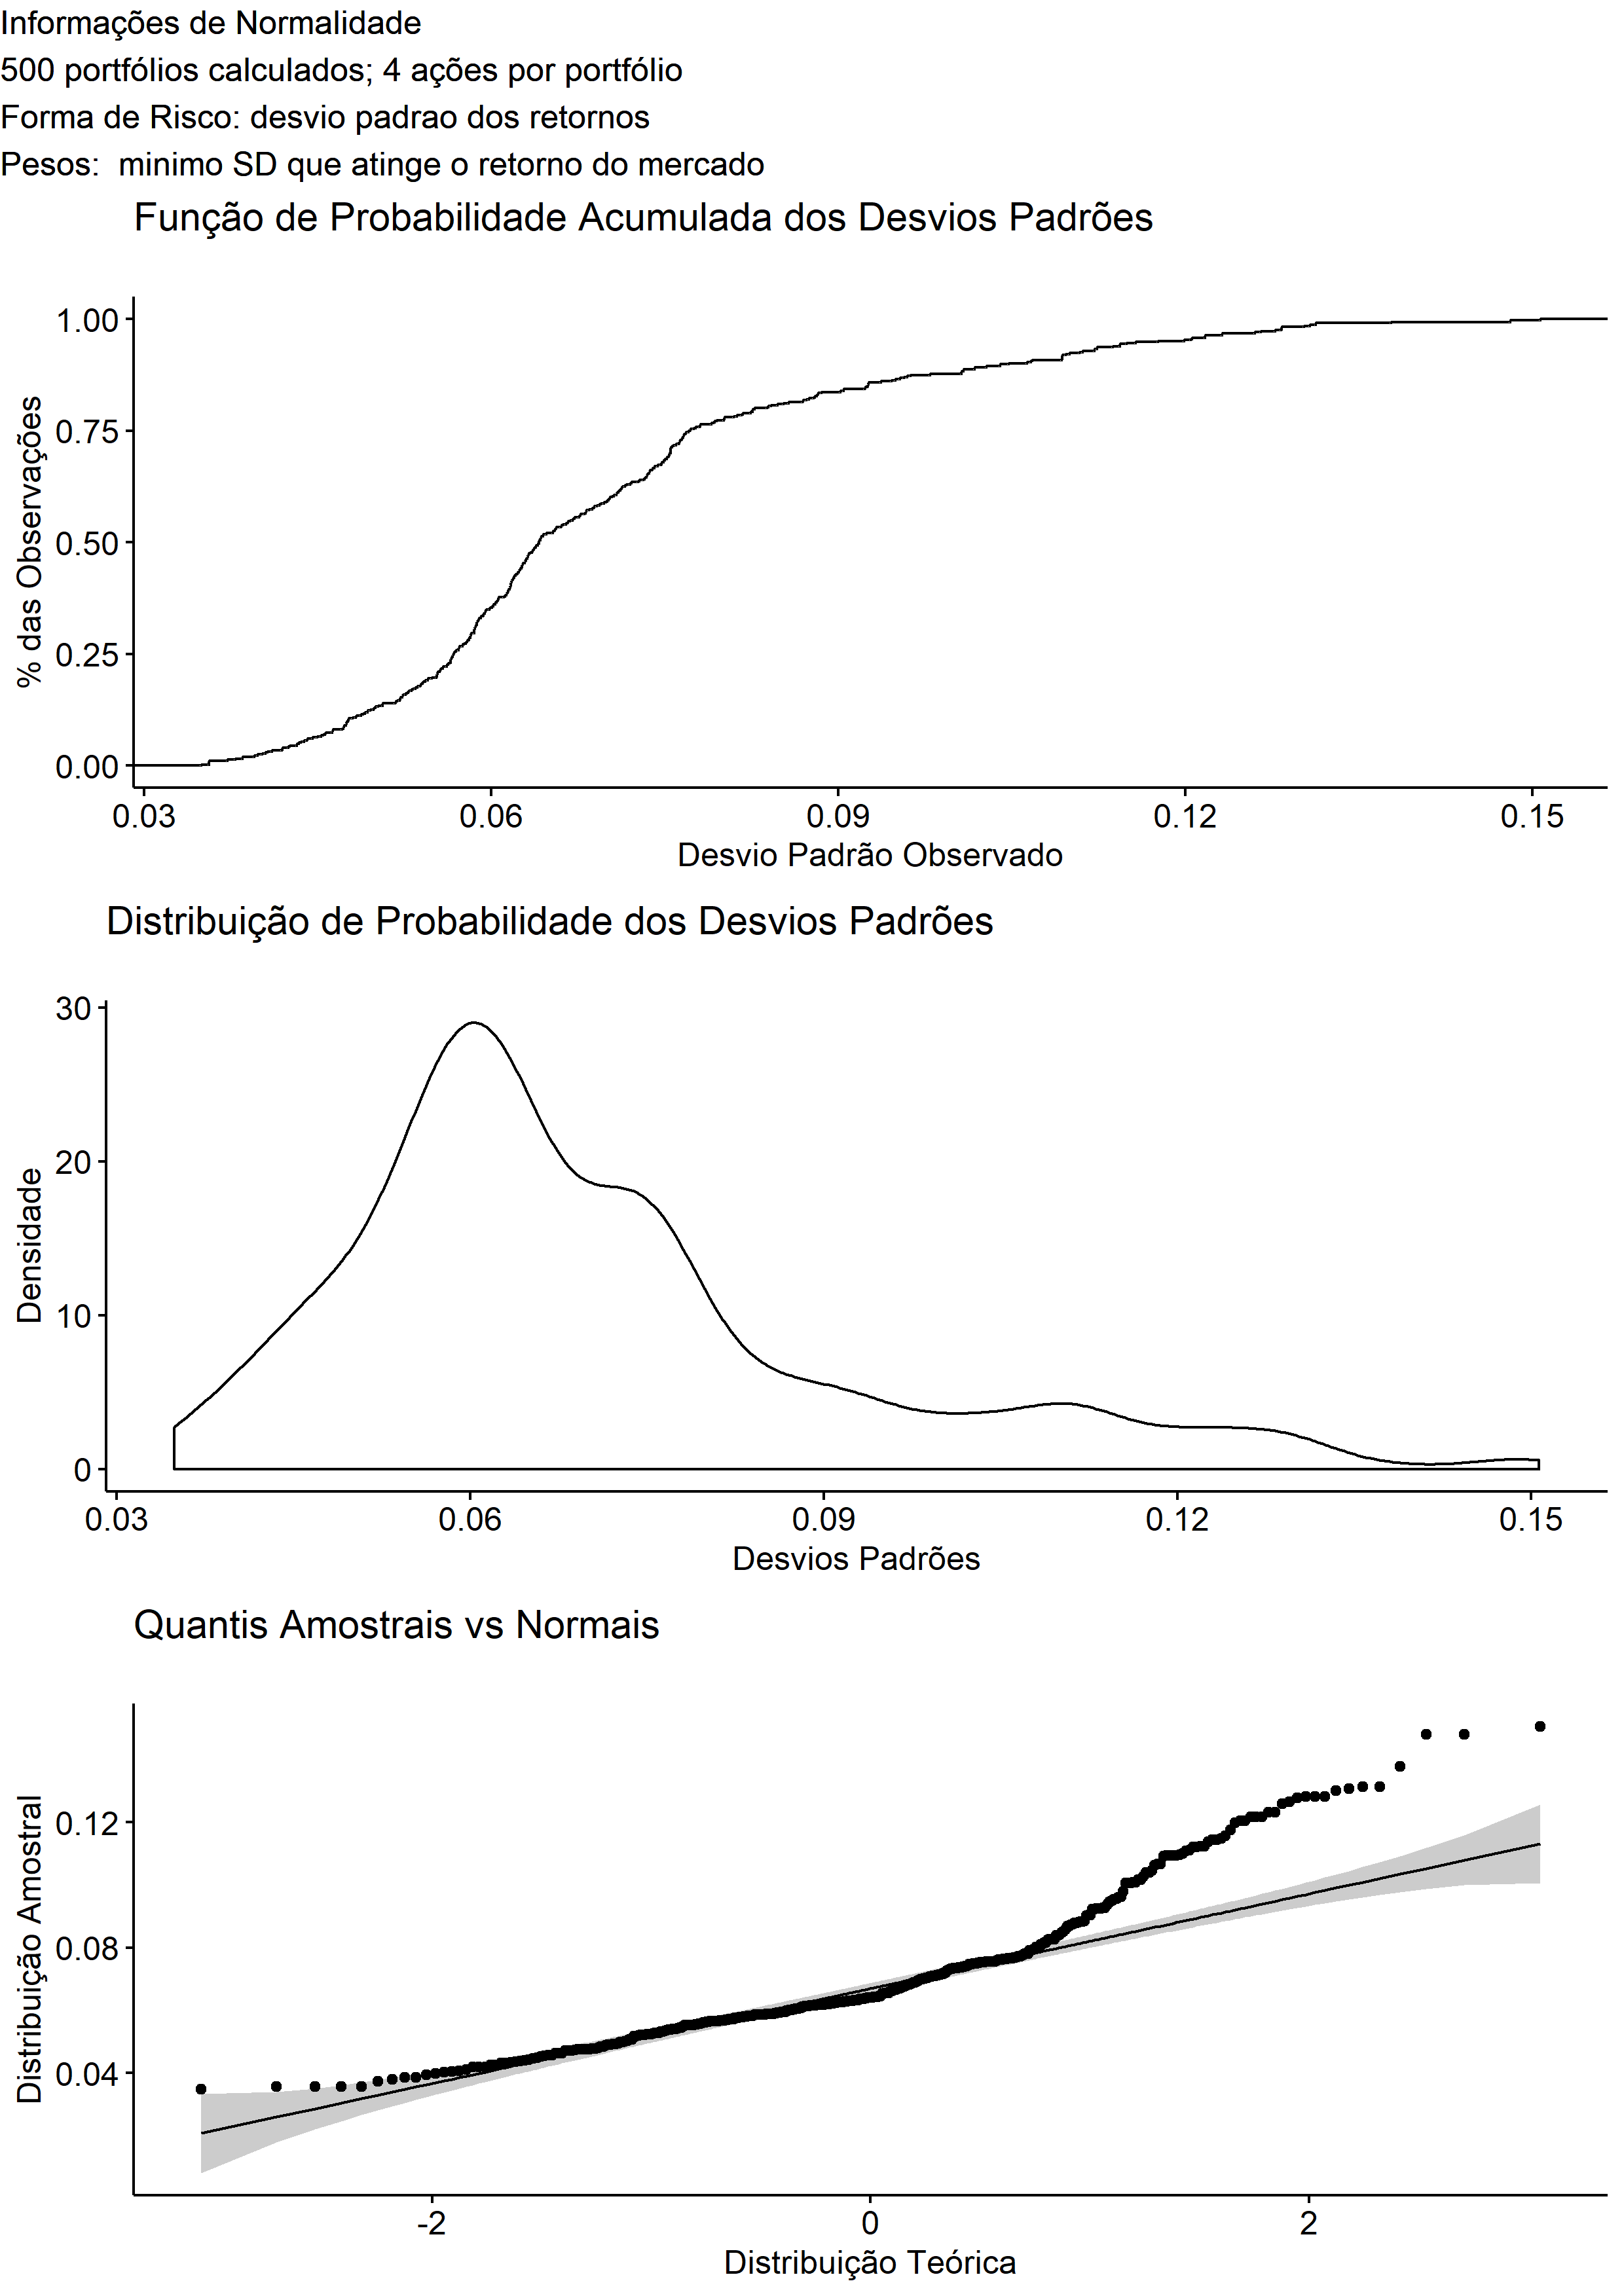 Informações de Normalidade
500 portfólios calculados; 4 ações por portfólio
Forma de Risco: desvio padrao dos retornos
Pesos:  minimo SD que atinge o retorno do mercado
Função de Probabilidade Acumulada dos Desvios Padrões
% das Observações
1.00
0.75
0.50
0.25
0.00
0.03 0.06 0.09 0.12 0.15
Desvio Padrão Observado
Distribuição de Probabilidade dos Desvios Padrões
Densidade
30
20
10
0
0.03 0.06 0.09 0.12 0.15
Desvios Padrões
Quantis Amostrais vs Normais
Distribuição Amostral
0.12
0.08
0.04
-2 0 2
Distribuição Teórica